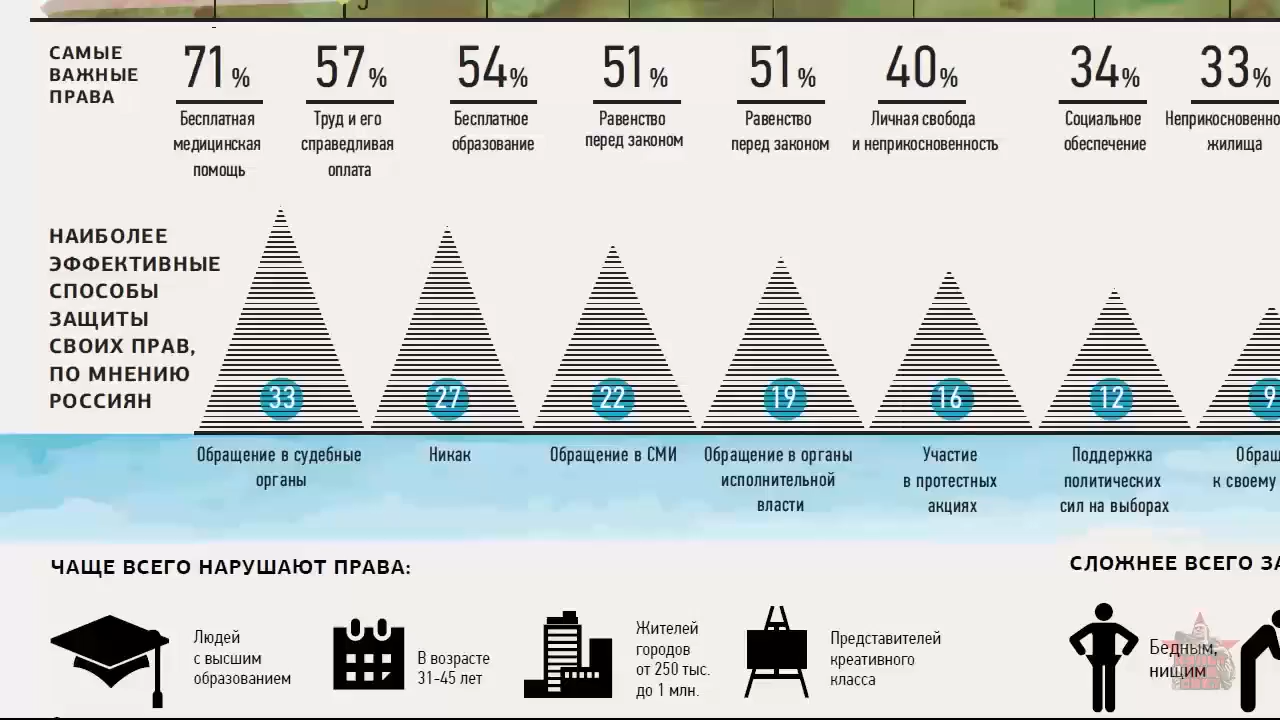 САМЫЕ
ВАЖНЫЕ
ПРАВА
71 %
Бесплатная
медицинская
помощь
57 %
Труд и его
справедливая
оплата
54%
Бесплатное
образование
51 %
Равенство
перед законом
51 %
Равенство
перед законом
40%
Личная свобода
и неприкосновенность
34%
Социальное
обеспечение
33%
Неприкосновенно
жилища
НАИБОЛЕЕ
ЭФФЕКТИВНЫЕ
СПОСОБЫ
ЗАЩИТЫ
СВОИХ ПРАВ,
ПО МНЕНИЮ
РОССИЯН
33
Обращение в судебные
органы
27
Никак
22
Обращение в СМИ
19
Обращение в органы
исполнительной
власти
16
Участие
в протестных
акциях
12
Поддержка
политических
сил на выборах
9
Обращ
к своему
ЧАЩЕ ВСЕГО НАРУШАЮТ ПРАВА:
Людей
с высшим
образованием
В возрасте
31-45 лет
Жителей
городов
от 250 тыс.
до 1 млн.
Представителей
креативного
класса
СЛОЖНЕЕ ВСЕГО ЗА
Бедным,
нищим